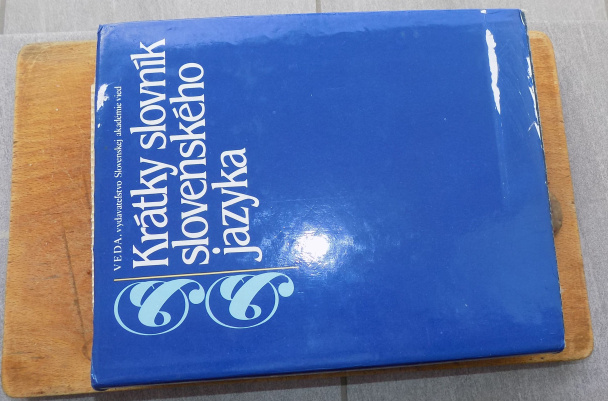 VEDA, vydavateľstvo Slovenskej akadémie vied
Krátky slovník
slovenského
jazyka